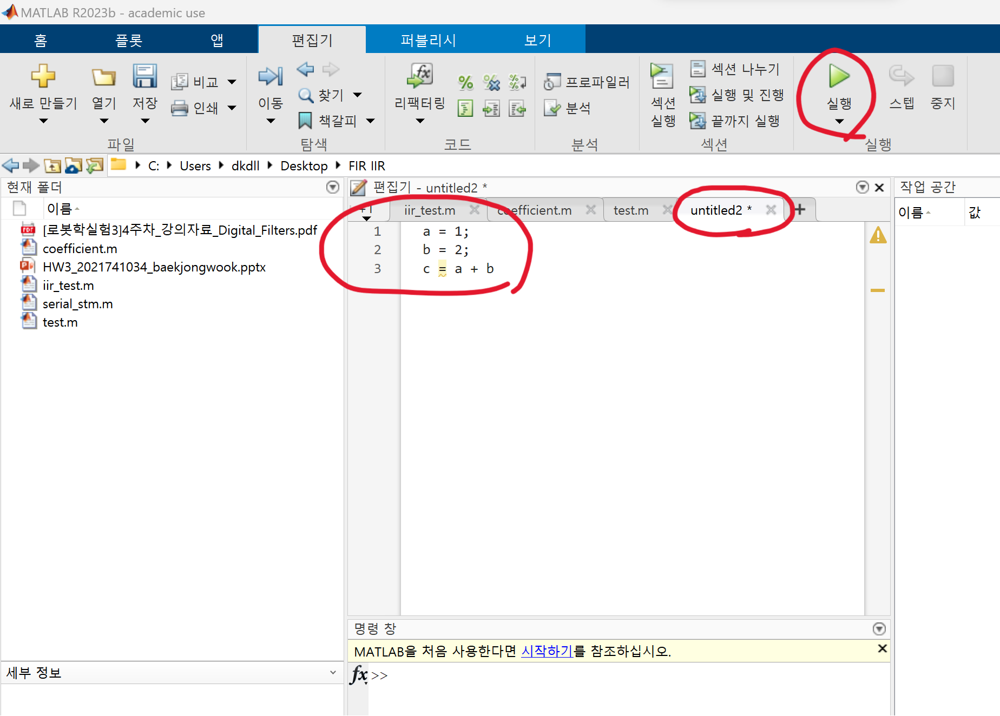 MATLAB R2023b - academic use
홈 플롯 앱 편집기 퍼블리시 보기
새로 만들기 열기 저장 비교 인쇄
파일
이동 찾기 책갈피
탐색
리팩터링
코드
프로파일러
분석
분석
섹션 실행
섹션 나누기
실행 및 진행
끝까지 실행
섹션
실행 스텝 중지
실행
C: Users dkdll Desktop FIR IIR
현재 폴더
이름
[로봇학실험3]4주차_강의자료_Digital_Filters.pdf
coefficient.m
HW3_2021741034_baekjongwook.pptx
iir_test.m
serial_stm.m
test.m
세부 정보
편집기 - untitled2 *
+1 iir_test.m coefficient.m test.m untitled2 * +
1 a = 1;
2 b = 2;
3 c = a + b
명령 창
MATLAB을 처음 사용한다면 시작하기를 참조하십시오.
fx >>
작업 공간
이름 값